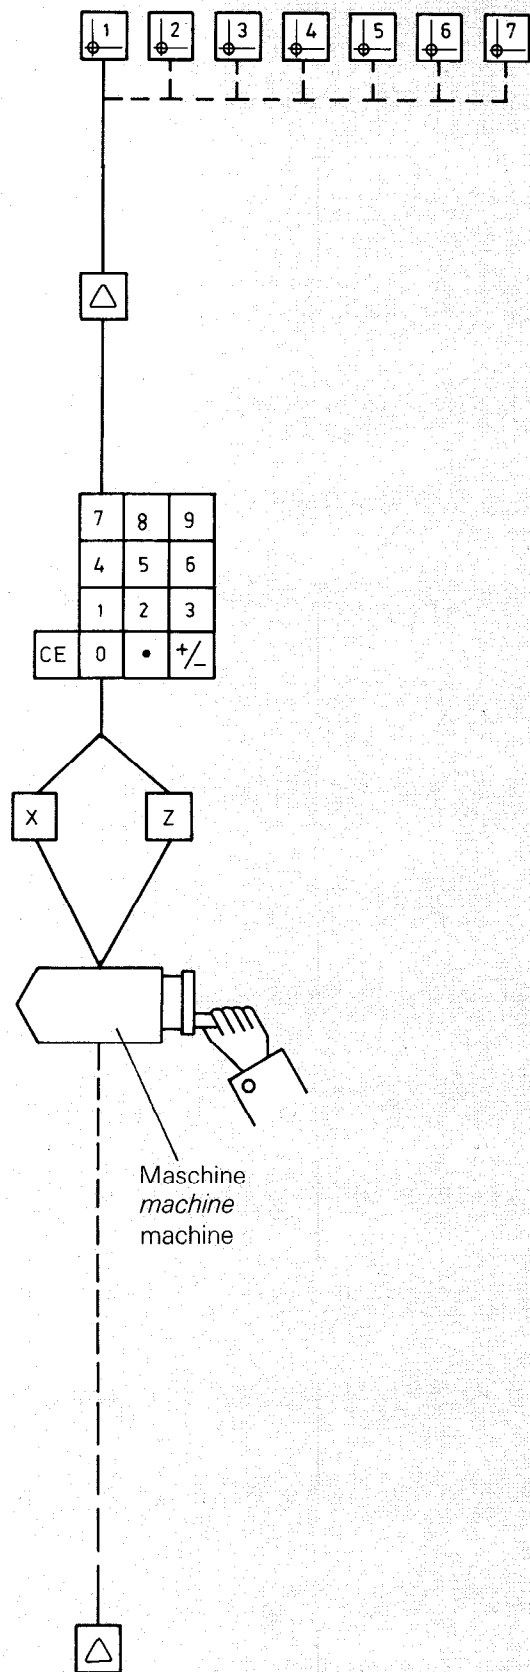 1 2 3 4 5 6 7
7 8 9
4 5 6
1 2 3
CE 0 • +/_
X Z
Maschine
machine
machine